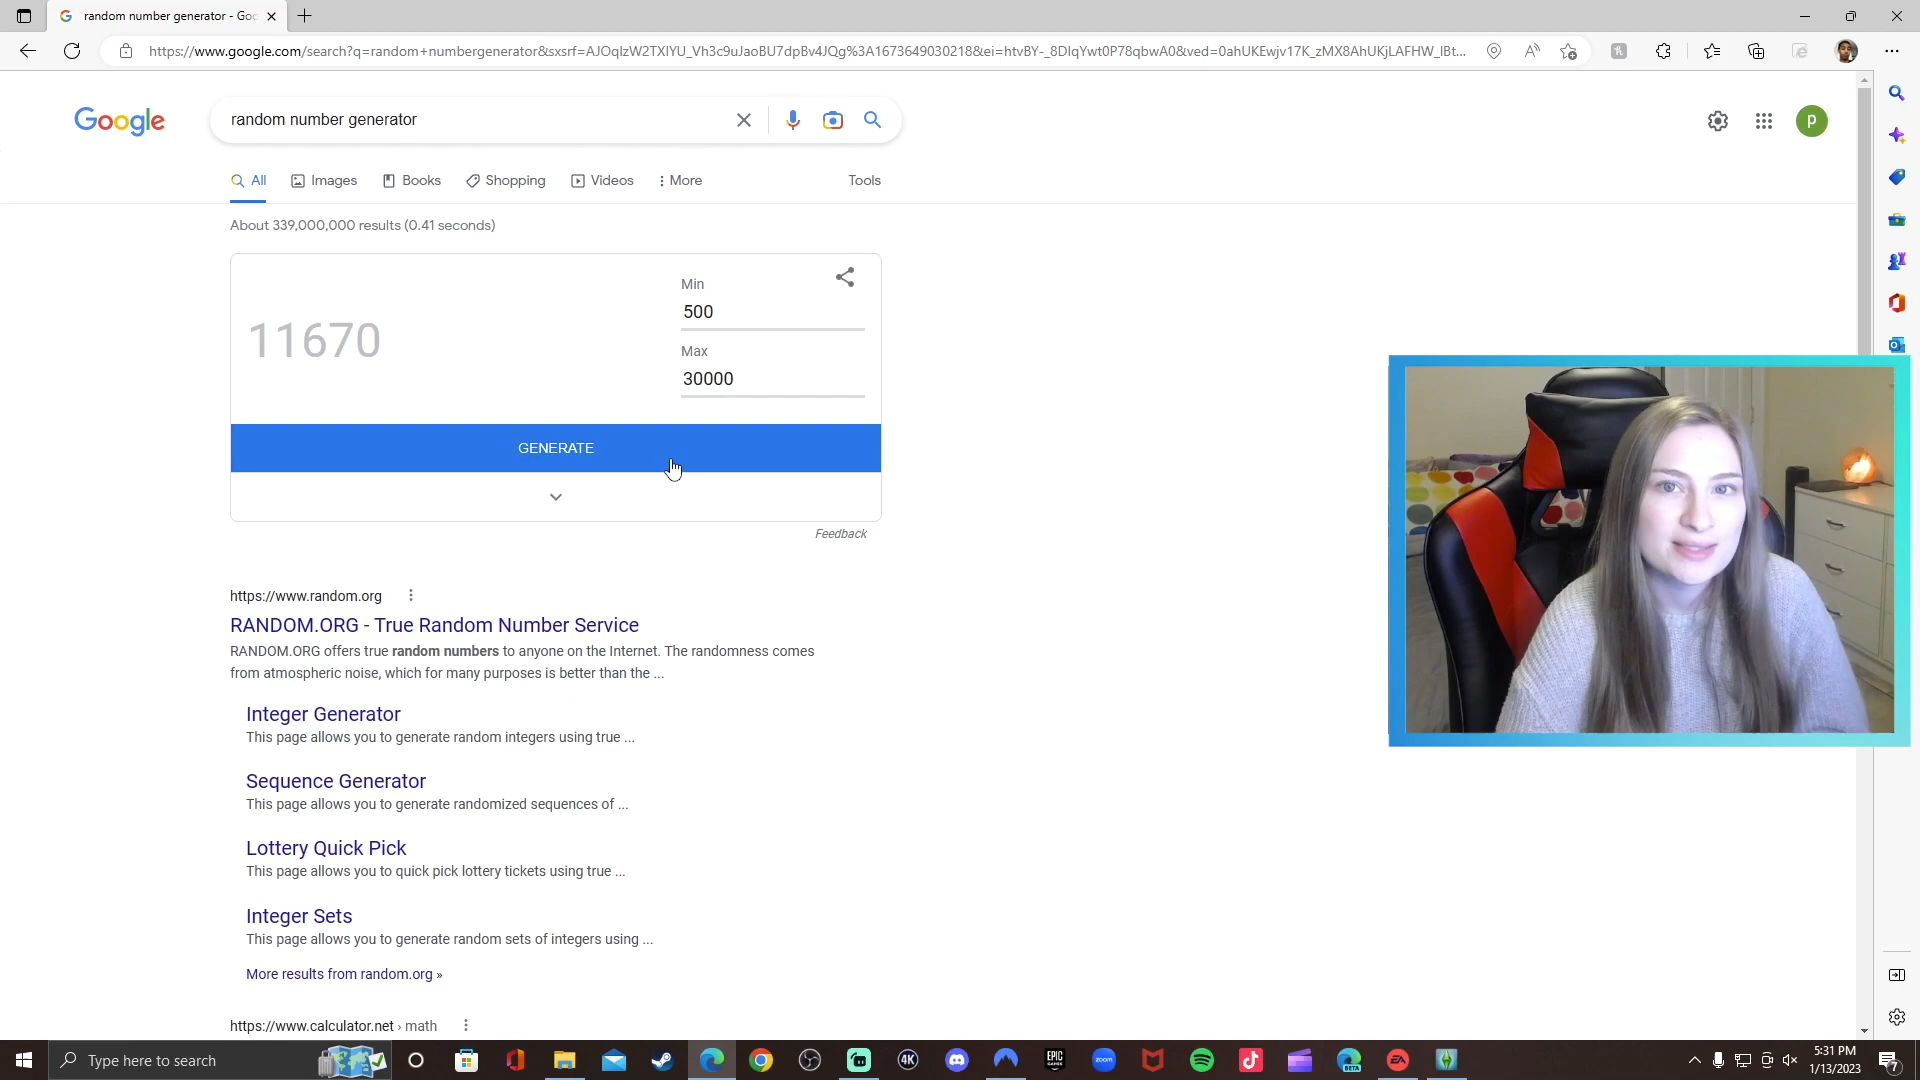 random number generator - Goo
https://www.google.com/search?q=random+numbergenerator&sxsrf=AJOqlzW2TXIYU_Vh3c9uJaoBU7dpBv4JQg%3A1673649030218&ei=htvBY-_8DIqYwt0P78qbwA0&ved=0ahUKEwjv17K_zMX8AhUKjLAFHW_lBt...
Google
random number generator
P
All
Images
Books
Shopping
Videos
More
Tools
About 339,000,000 results (0.41 seconds)
Min
500
11670
Max
30000
GENERATE
Feedback
https://www.random.org
RANDOM.ORG - True Random Number Service
RANDOM.ORG offers true random numbers to anyone on the Internet. The randomness comes
from atmospheric noise, which for many purposes is better than the ...
Integer Generator
This page allows you to generate random integers using true ...
Sequence Generator
This page allows you to generate randomized sequences of ...
Lottery Quick Pick
This page allows you to quick pick lottery tickets using true ...
Integer Sets
This page allows you to generate random sets of integers using ...
More results from random.org »
https://www.calculator.net › math
Type here to search
4K
EPIC
GAMES
zoom
BETA
EA
5:31 PM
1/13/2023
7